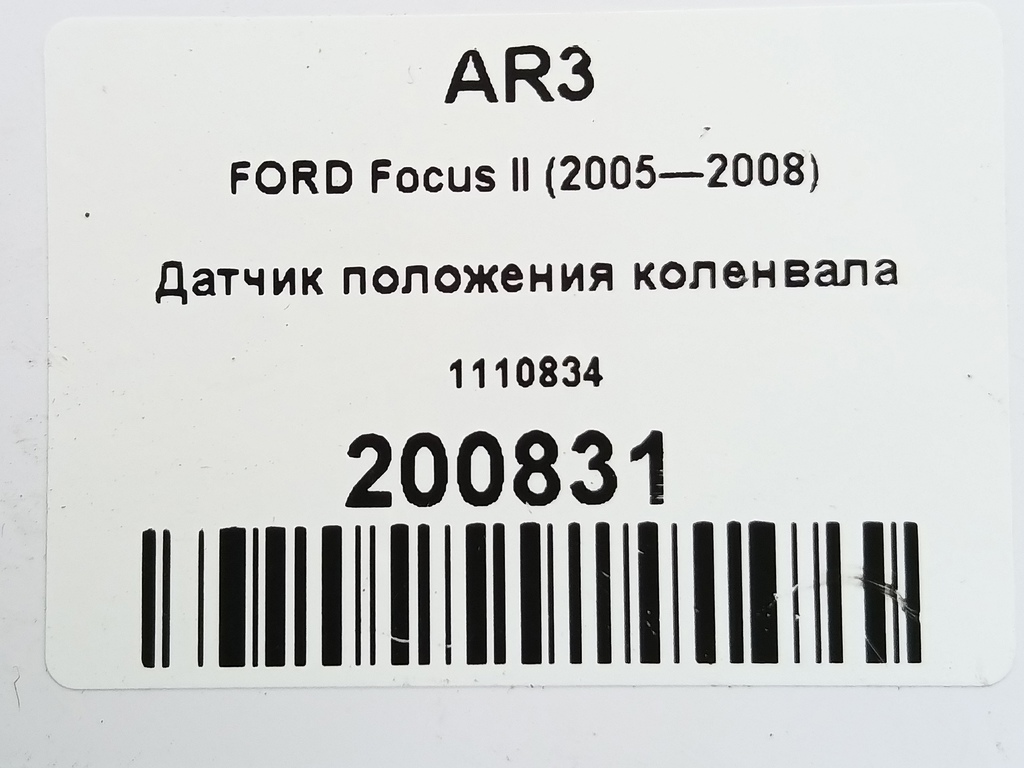 AR3
FORD Focus II (2005—2008)
Датчик положения коленвала
1110834
200831